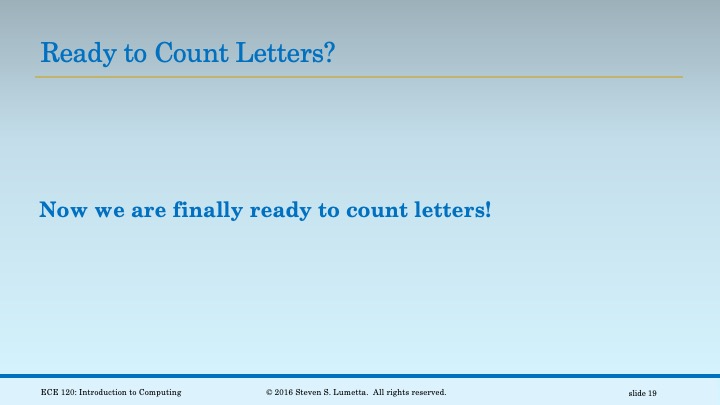 Ready to Count Letters?
Now we are finally ready to count letters!
ECE 120: Introduction to Computing © 2016 Steven S. Lumetta. All rights reserved. slide 19